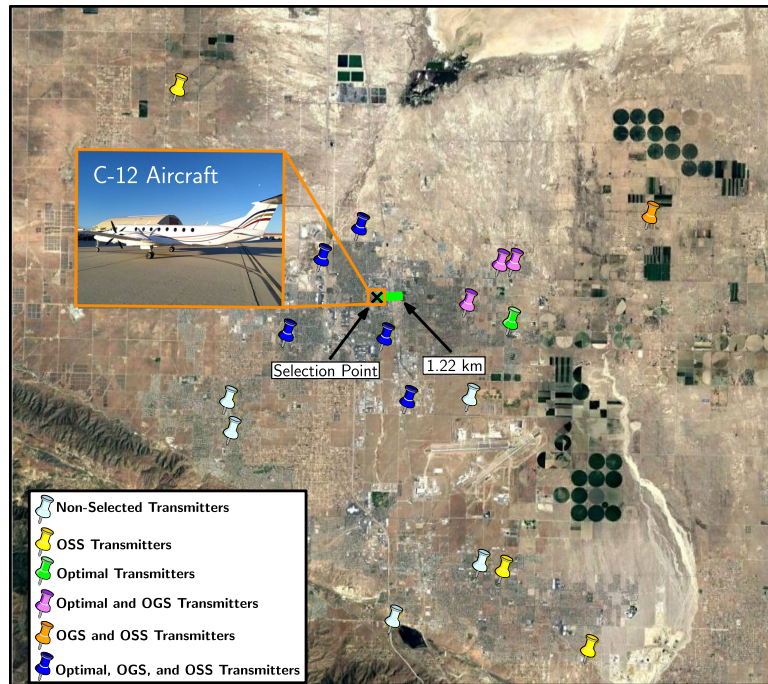 C-12 Aircraft
Selection Point
1.22 km
Non-Selected Transmitters
OSS Transmitters
Optimal Transmitters
Optimal and OGS Transmitters
OGS and OSS Transmitters
Optimal, OGS, and OSS Transmitters